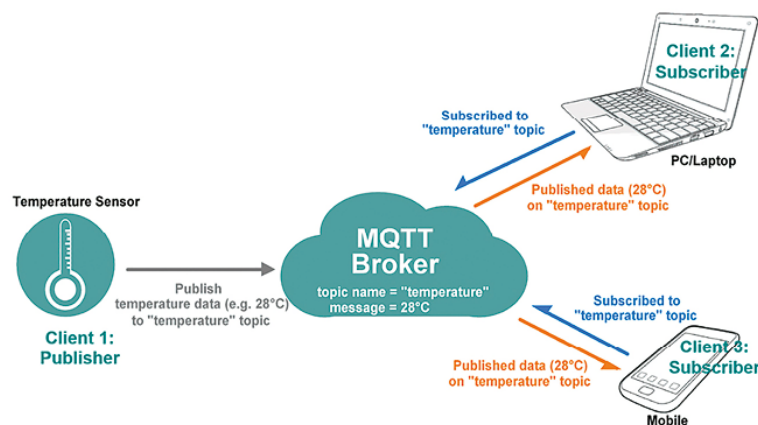 Temperature Sensor
Client 1:
Publisher
Publish
temperature data (e.g. 28°C)
to "temperature" topic
MQTT
Broker
topic name = "temperature"
message = 28°C
Subscribed to
"temperature" topic
Published data (28°C)
on "temperature" topic
Client 2:
Subscriber
PC/Laptop
Subscribed to
"temperature" topic
Published data (28°C)
on "temperature" topic
Client 3:
Subscriber
Mobile